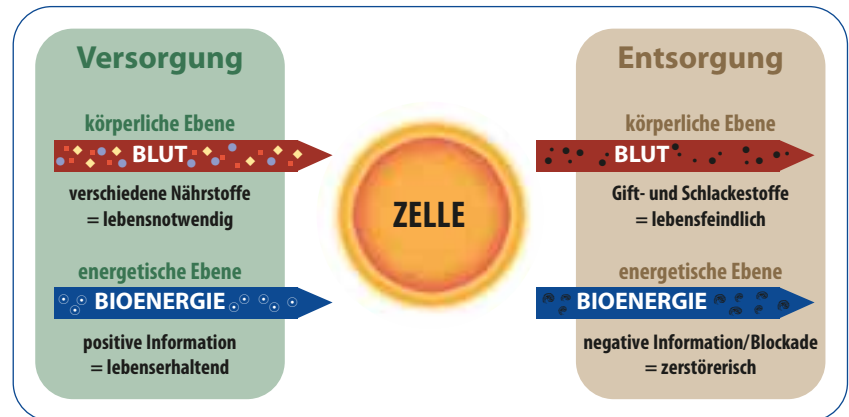 Versorgung
körperliche Ebene
BLUT
verschiedene Nährstoffe
= lebensnotwendig
energetische Ebene
BIOENERGIE
positive Information
= lebenserhaltend
ZELLE
Entsorgung
körperliche Ebene
BLUT
Gift- und Schlackestoffe
= lebensfeindlich
energetische Ebene
BIOENERGIE
negative Information/Blockade
= zerstörerisch